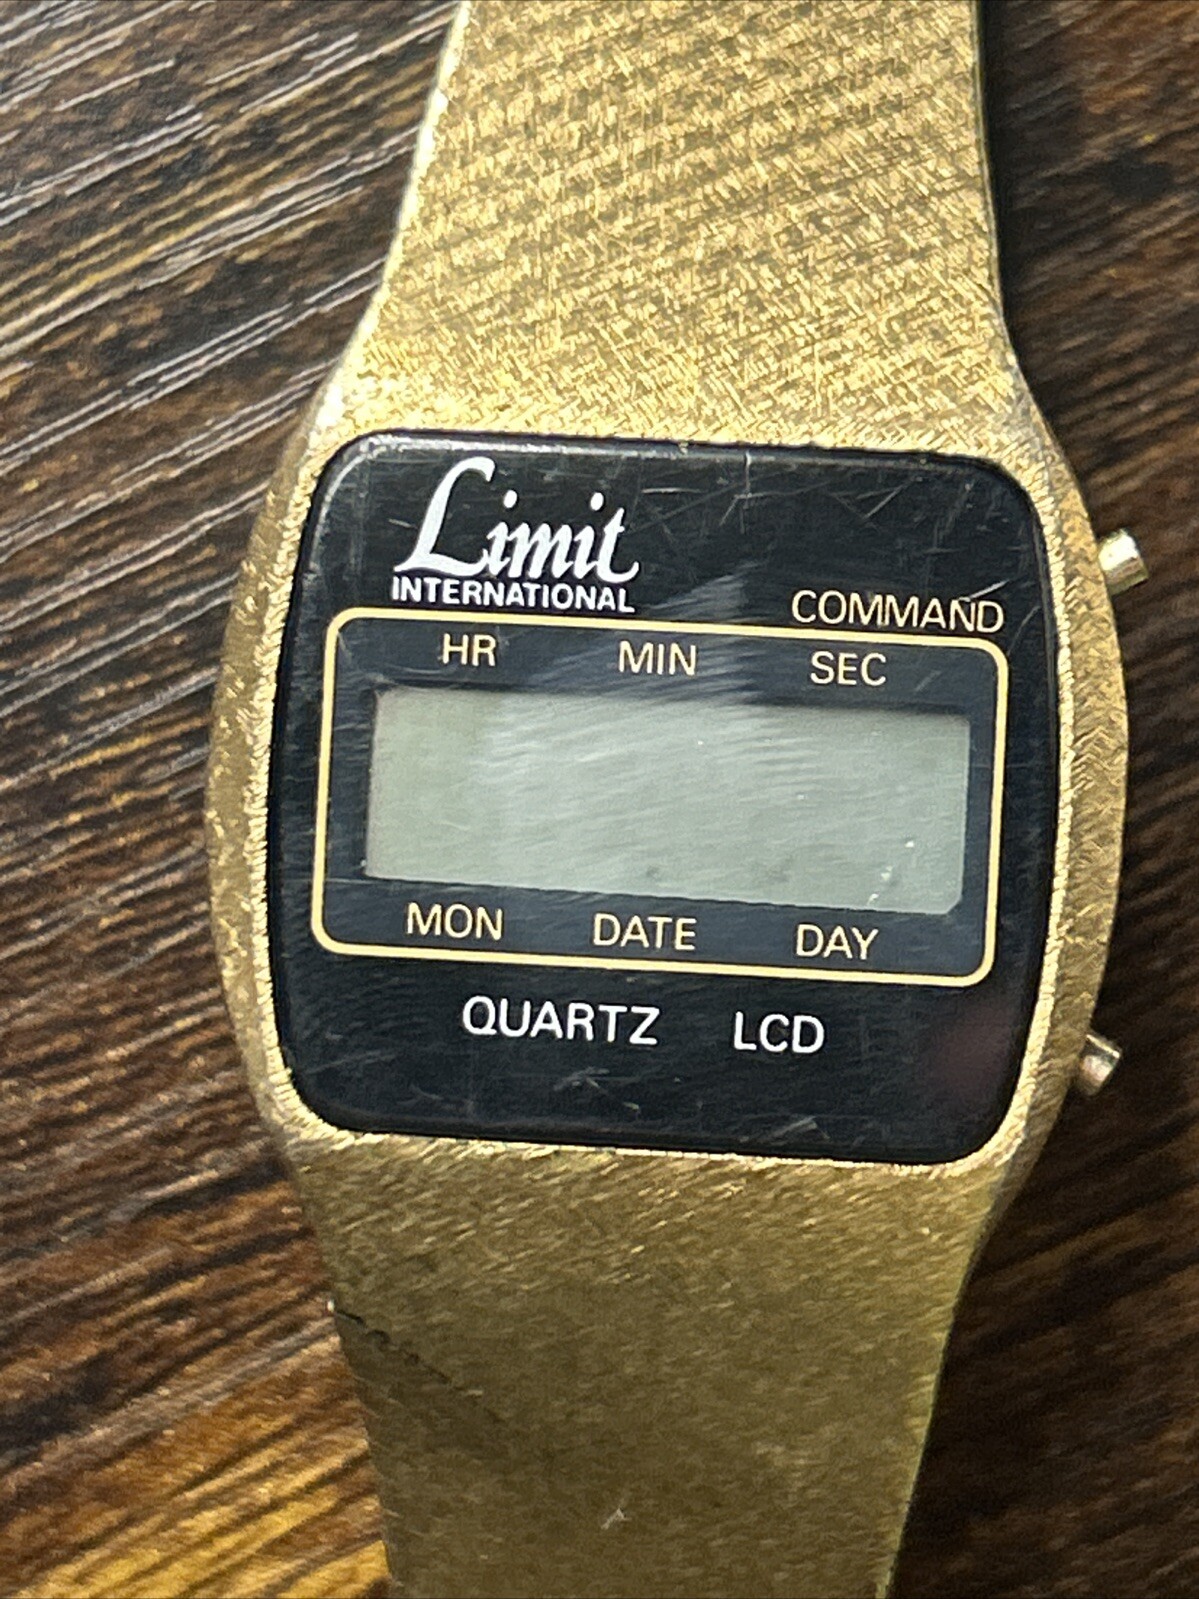 Limit
INTERNATIONAL
COMMAND
HR MIN SEC
MON DATE DAY
QUARTZ LCD